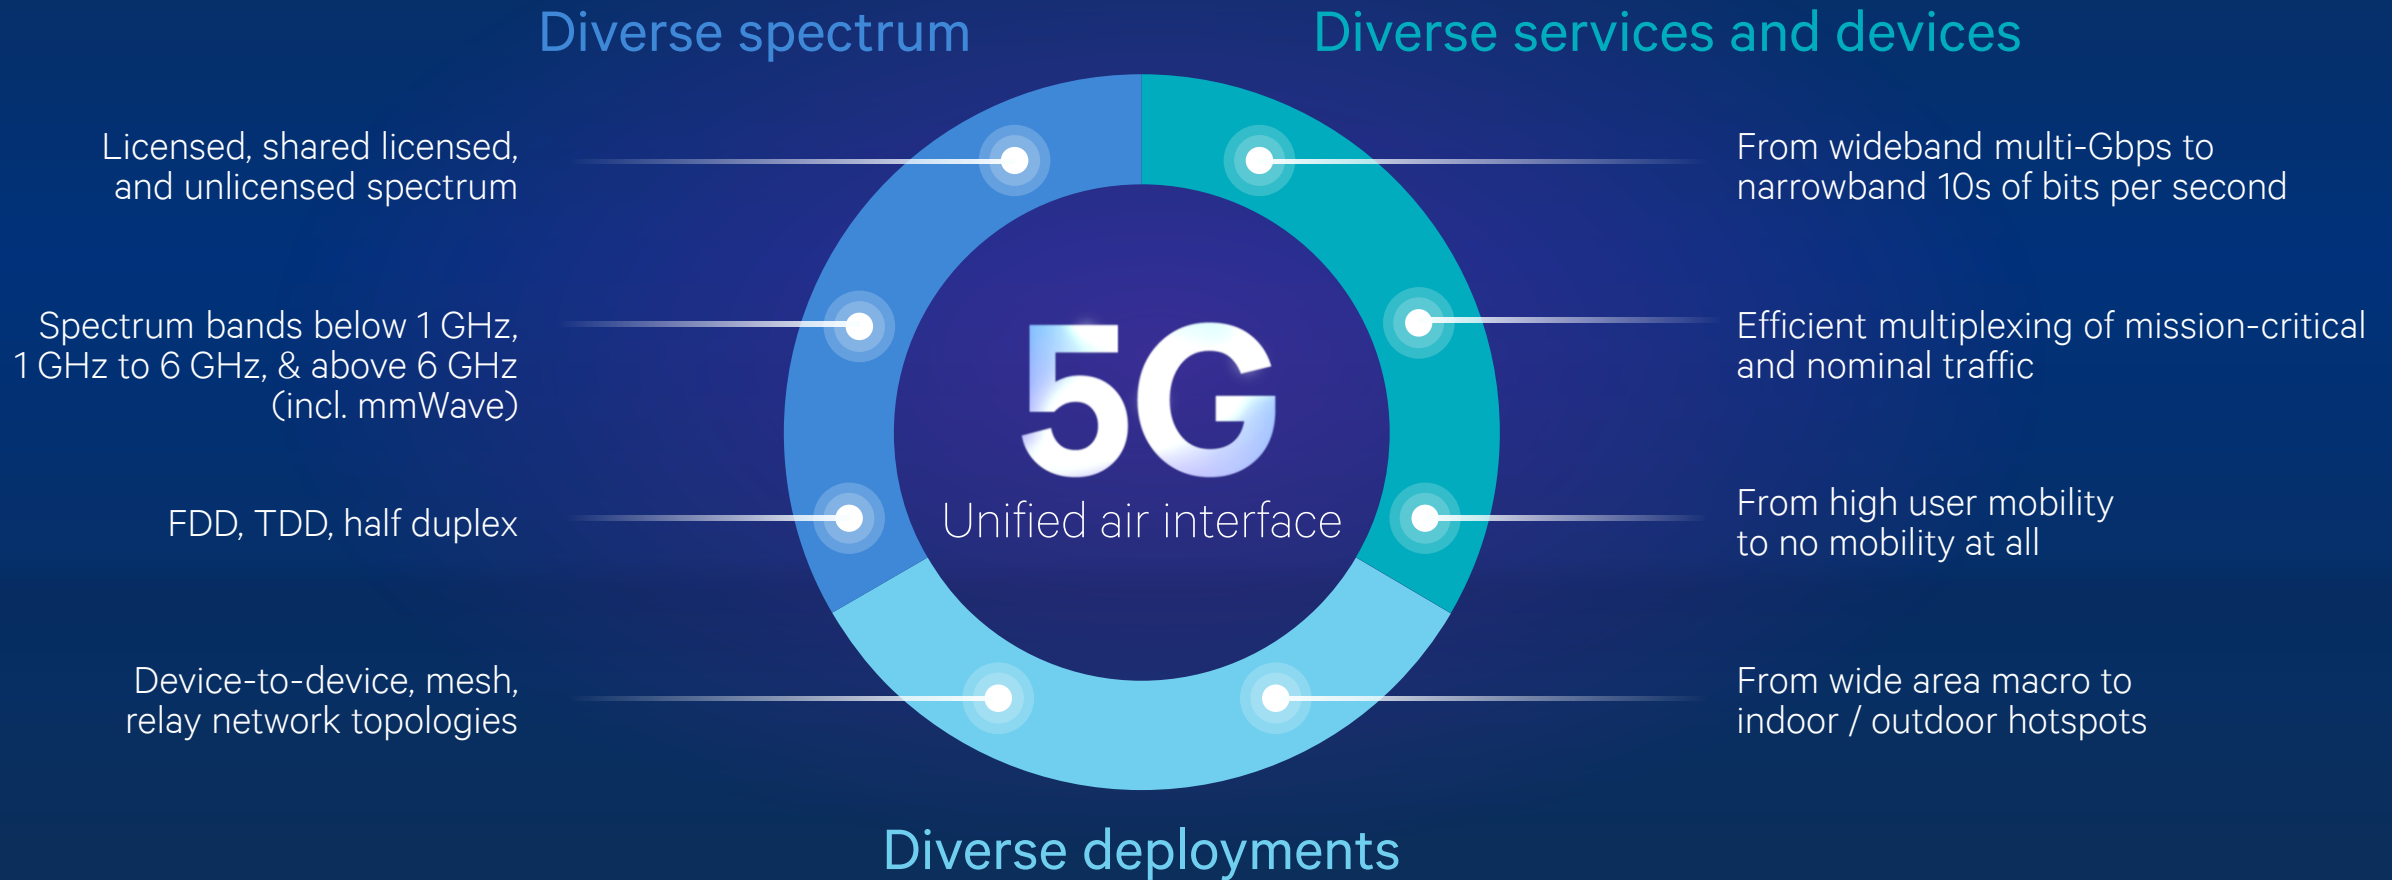 Diverse spectrum
Diverse services and devices
Licensed, shared licensed,
and unlicensed spectrum
Spectrum bands below 1 GHz,
1 GHz to 6 GHz, & above 6 GHz
(incl. mmWave)
FDD, TDD, half duplex
Device-to-device, mesh,
relay network topologies
5G
Unified air interface
From wideband multi-Gbps to
narrowband 10s of bits per second
Efficient multiplexing of mission-critical
and nominal traffic
From high user mobility
to no mobility at all
From wide area macro to
indoor / outdoor hotspots
Diverse deployments